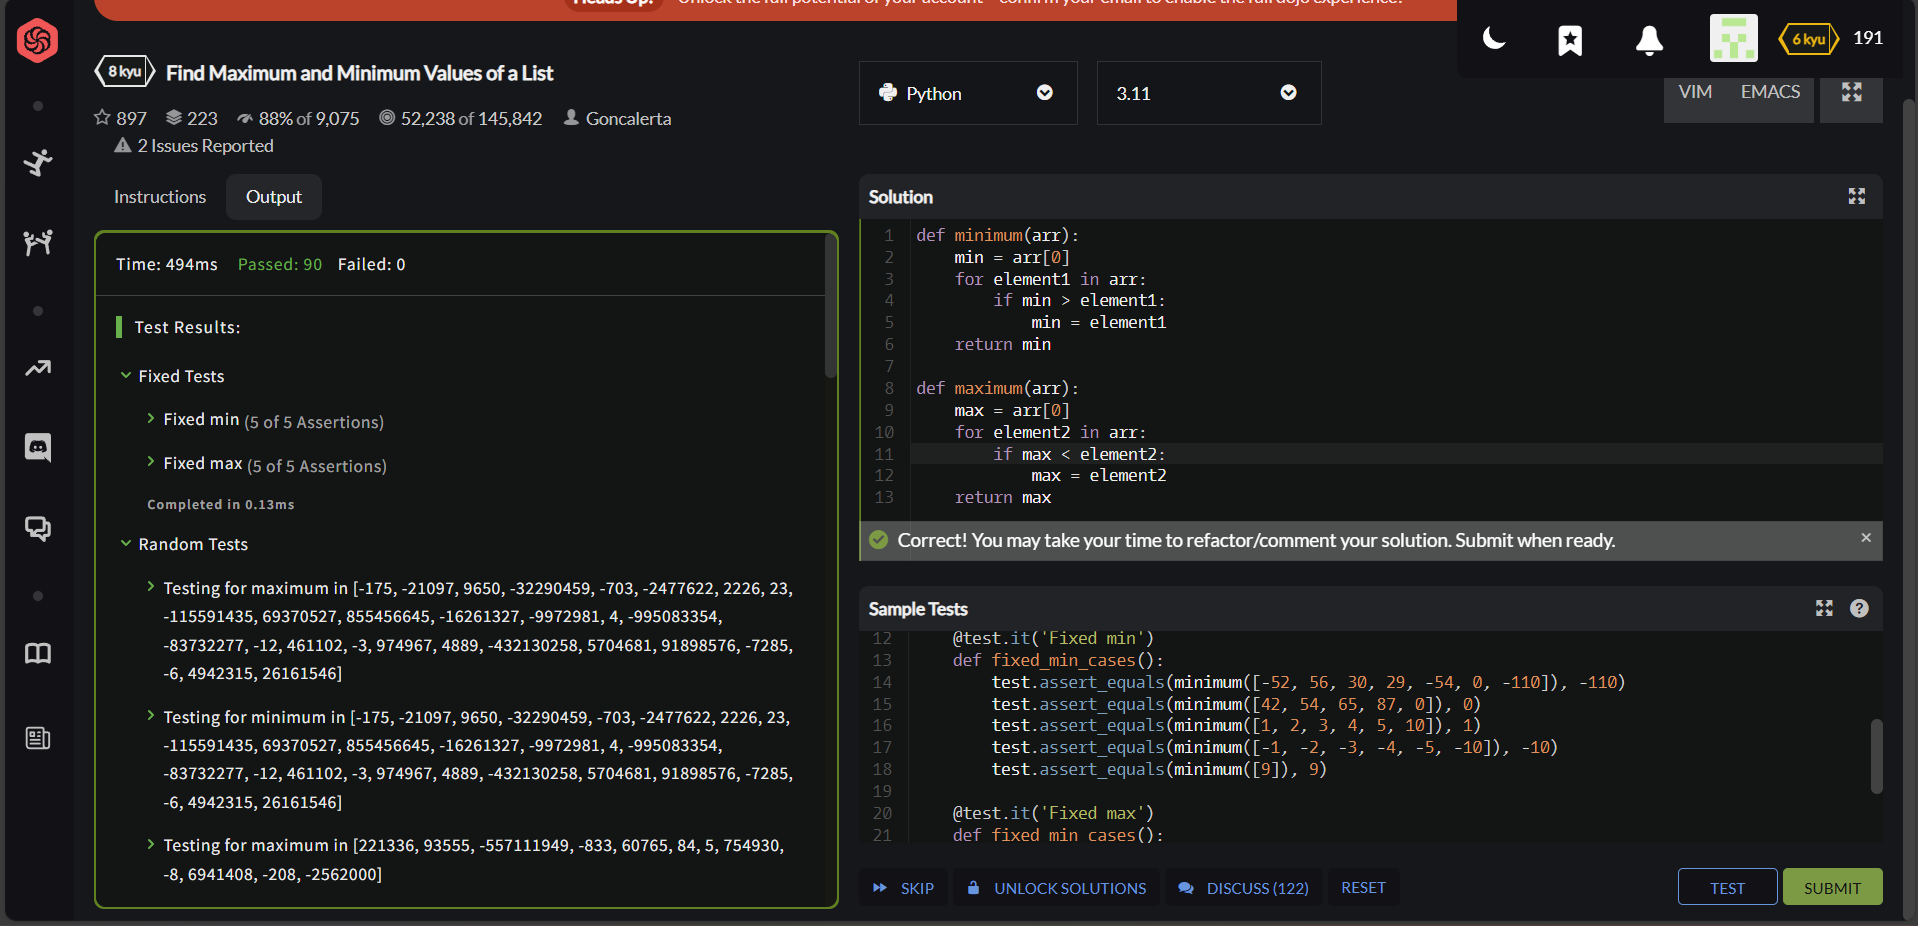 Heads Up! Unlock the full potential of your account - confirm your email to enable the full dojo experience!
6 kyu 191
8 kyu Find Maximum and Minimum Values of a List
897 223 88% of 9,075 52,238 of 145,842 Goncalerta
2 Issues Reported
Python
3.11
VIM EMACS
Instructions Output
Time: 494ms Passed: 90 Failed: 0
Test Results:
Fixed Tests
Fixed min (5 of 5 Assertions)
Fixed max (5 of 5 Assertions)
Completed in 0.13ms
Random Tests
Testing for maximum in [-175, -21097, 9650, -32290459, -703, -2477622, 2226, 23,
-115591435, 69370527, 855456645, -16261327, -9972981, 4, -995083354,
-83732277, -12, 461102, -3, 974967, 4889, -432130258, 5704681, 91898576, -7285,
-6, 4942315, 26161546]
Testing for minimum in [-175, -21097, 9650, -32290459, -703, -2477622, 2226, 23,
-115591435, 69370527, 855456645, -16261327, -9972981, 4, -995083354,
-83732277, -12, 461102, -3, 974967, 4889, -432130258, 5704681, 91898576, -7285,
-6, 4942315, 26161546]
Testing for maximum in [221336, 93555, -557111949, -833, 60765, 84, 5, 754930,
-8, 6941408, -208, -2562000]
Solution
1 def minimum(arr):
2     min = arr[0]
3     for element1 in arr:
4         if min > element1:
5             min = element1
6     return min
7
8 def maximum(arr):
9     max = arr[0]
10     for element2 in arr:
11         if max < element2:
12             max = element2
13     return max
Correct! You may take your time to refactor/comment your solution. Submit when ready. ×
Sample Tests
12     @test.it('Fixed min')
13     def fixed_min_cases():
14         test.assert_equals(minimum([-52, 56, 30, 29, -54, 0, -110]), -110)
15         test.assert_equals(minimum([42, 54, 65, 87, 0]), 0)
16         test.assert_equals(minimum([1, 2, 3, 4, 5, 10]), 1)
17         test.assert_equals(minimum([-1, -2, -3, -4, -5, -10]), -10)
18         test.assert_equals(minimum([9]), 9)
19
20     @test.it('Fixed max')
21     def fixed_min_cases():
SKIP UNLOCK SOLUTIONS DISCUSS (122) RESET TEST SUBMIT